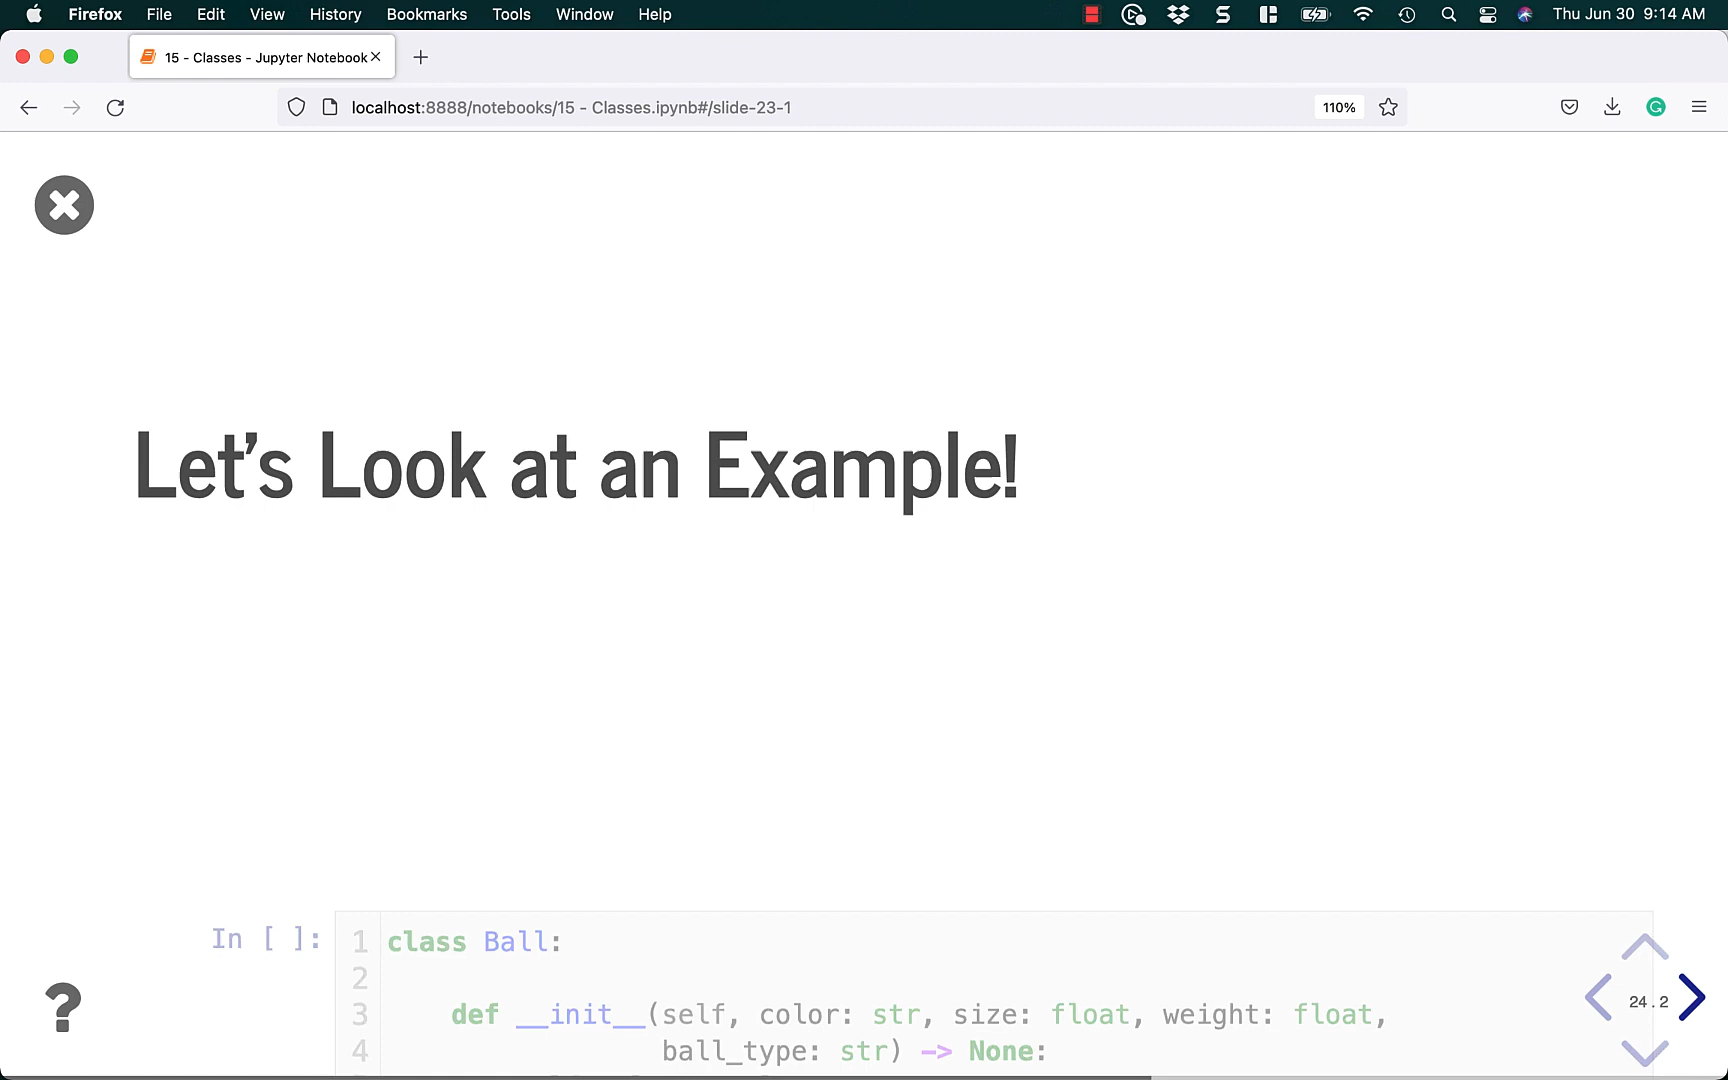 Firefox File Edit View History Bookmarks Tools Window Help Thu Jun 30 9:14 AM
15 - Classes - Jupyter Notebook
localhost:8888/notebooks/15 - Classes.ipynb#/slide-23-1 110%
Let's Look at an Example!
In [ ]: 1 class Ball:
2
3 def __init__(self, color: str, size: float, weight: float,
4 ball_type: str) -> None:
24.2